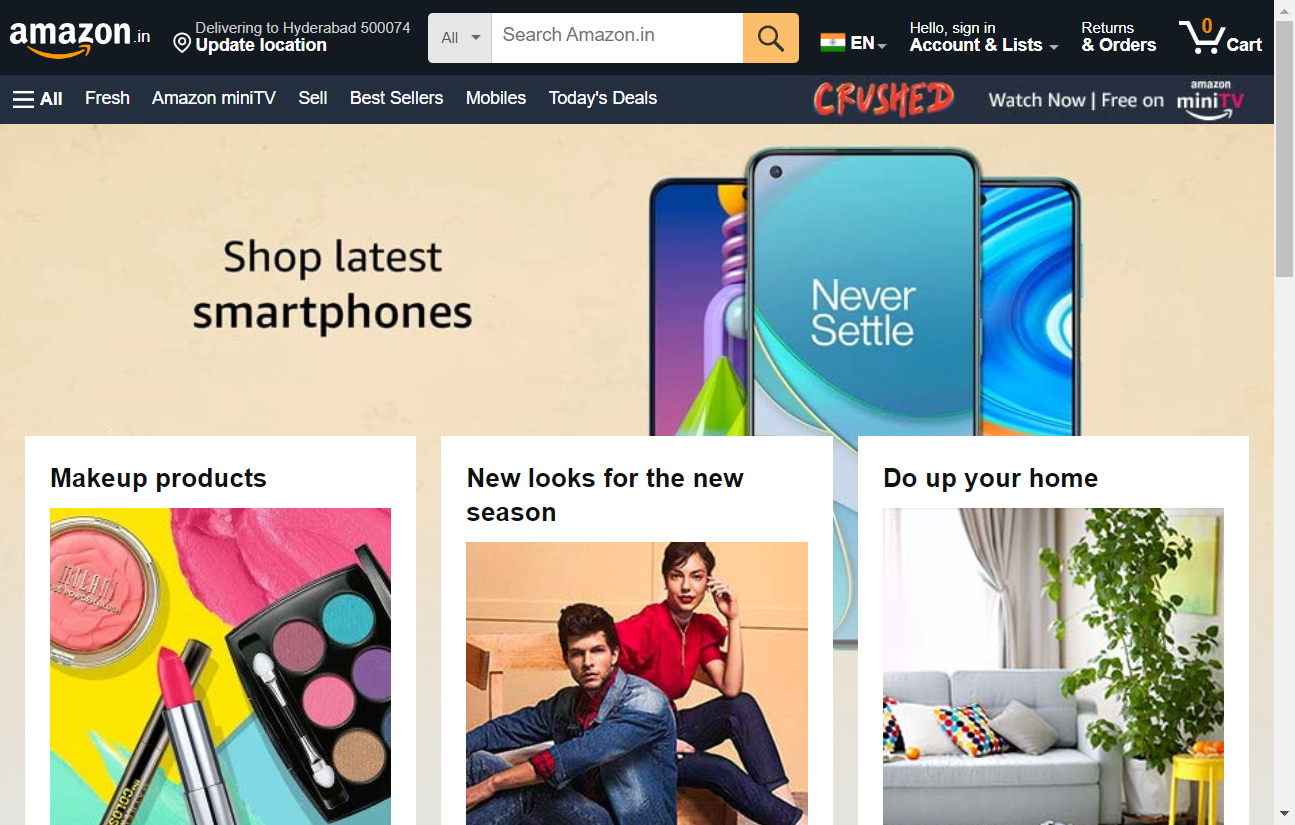 amazon.in
Delivering to Hyderabad 500074
Update location
All
Search Amazon.in
EN
Hello, sign in
Account & Lists
Returns
& Orders
0
Cart
All
Fresh
Amazon miniTV
Sell
Best Sellers
Mobiles
Today's Deals
CRUSHED
Watch Now | Free on
amazon
miniTV
Shop latest
smartphones
Never
Settle
Makeup products
New looks for the new
season
Do up your home
MILANI